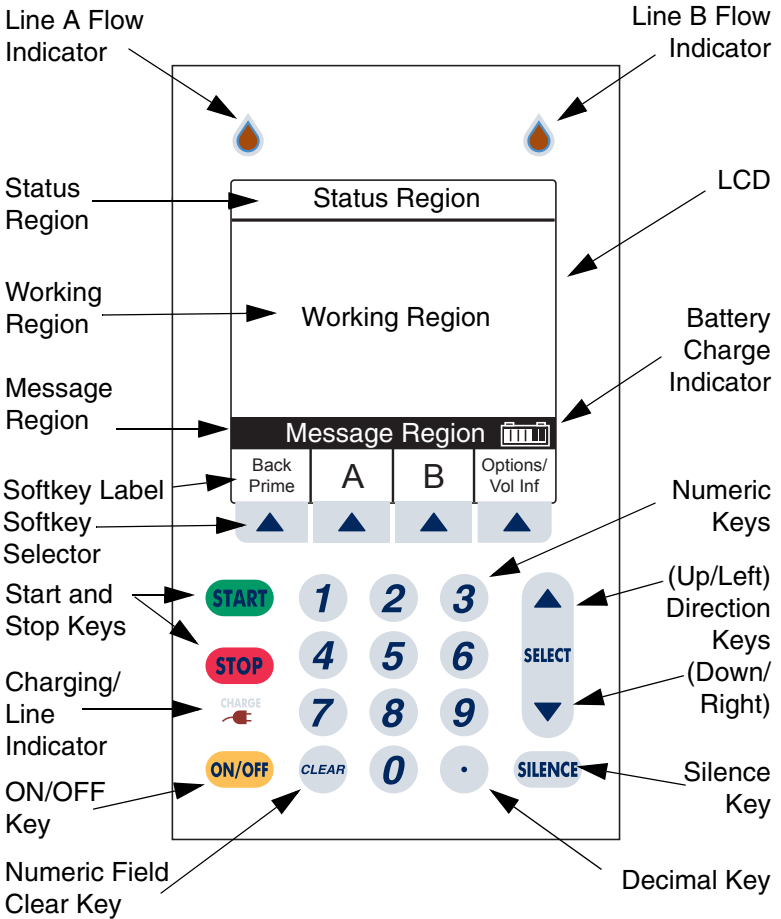 Line A Flow
Indicator
Line B Flow
Indicator
Status
Region
Status Region
LCD
Working
Region
Working Region
Battery
Charge
Indicator
Message
Region
Message Region
Softkey Label
Back
Prime
A
B
Options/
Vol Inf
Softkey
Selector
Numeric
Keys
Start and
Stop Keys
START
1 2 3
(Up/Left)
Direction
Keys
STOP
4 5 6
SELECT
(Down/
Right)
Charging/
Line
Indicator
CHARGE
7 8 9
ON/OFF
Key
ON/OFF
CLEAR
0
.
SILENCE
Silence
Key
Numeric Field
Clear Key
Decimal Key